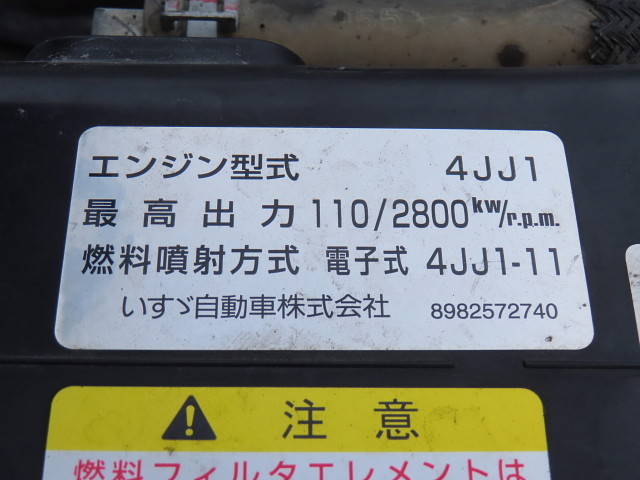 エンジン型式 4JJ1
最高出力 110/2800kW/r.p.m.
燃料噴射方式 電子式 4JJ1-11
いすゞ自動車株式会社 8982572740
注意
燃料フィルタエレメントは